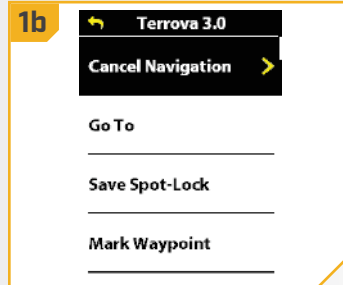 1b
Terrova 3.0
Cancel Navigation
Go To
Save Spot-Lock
Mark Waypoint